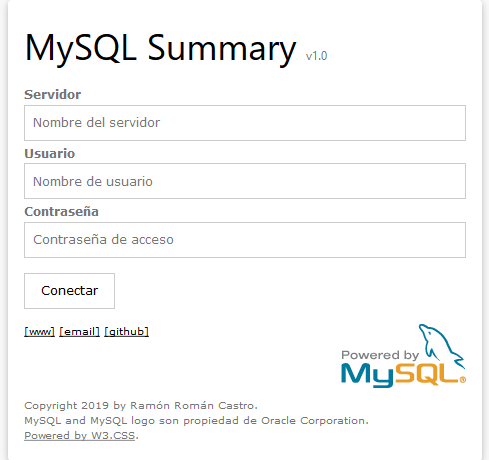 MySQL Summary v1.0
Servidor
Nombre del servidor
Usuario
Nombre de usuario
Contraseña
Contraseña de acceso
Conectar
[www] [email] [github]
Powered by
MySQL®
Copyright 2019 by Ramón Román Castro.
MySQL and MySQL logo son propiedad de Oracle Corporation.
Powered by W3.CSS.